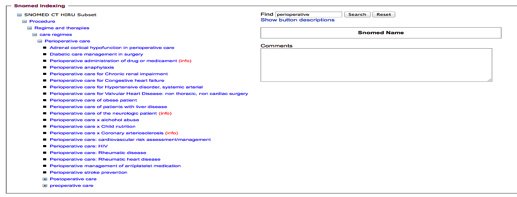 Snomed Indexing
SNOMED CT HSRU Subset
Procedure
Regime and therapies
care regimes
Perioperative care
Adrenal cortical hypofunction in perioperative care
Diabetic care management in surgery
Perioperative administration of drug or medicament (info)
Perioperative anaphylaxis
Perioperative care for Chronic renal impairment
Perioperative care for Congestive heart failure
Perioperative care for Hypertensive disorder, systemic arterial
Perioperative care for Valvular Heart Disease: non thoracic, non cardiac surgery
Perioperative care of obese patient
Perioperative care of patients with liver disease
Perioperative care of the neurologic patient (info)
Perioperative care x alchohol abuse
Perioperative care x Child nutrition
Perioperative care x Coronary arteriosclerosis (info)
Perioperative care: cardiovascular risk assessment/management
Perioperative care: HIV
Perioperative care: Rheumatic disease
Perioperative care: Rheumatic heart disease
Perioperative management of antiplatelet medication
Perioperative stroke prevention
Postoperative care
preoperative care
Find perioperative Search Reset
Show button descriptions
Snomed Name
Comments